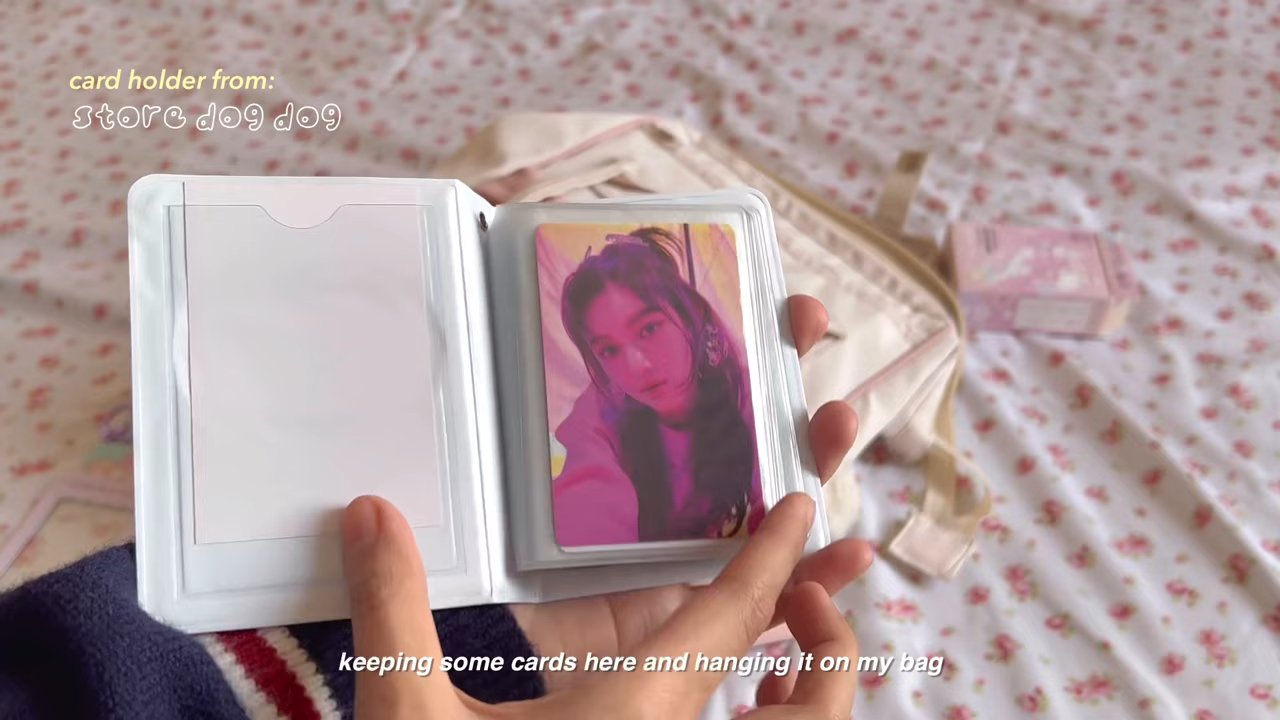 card holder from:
store dog dog
keeping some cards here and hanging it on my bag